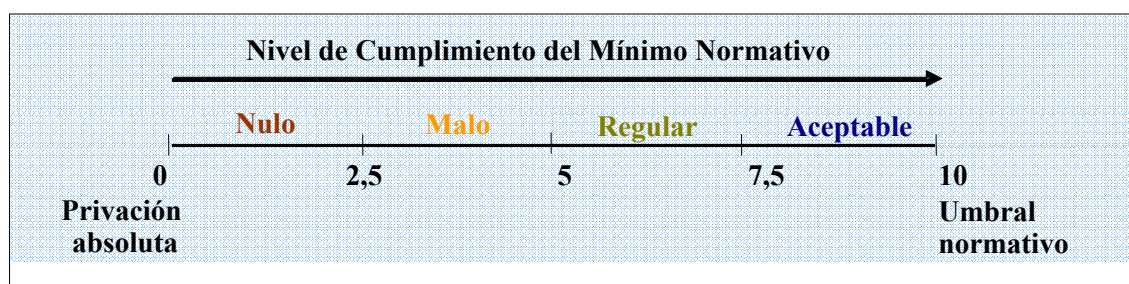 Nivel de Cumplimiento del Mínimo Normativo
Nulo Malo Regular Aceptable
0 2,5 5 7,5 10
Privación absoluta
Umbral normativo